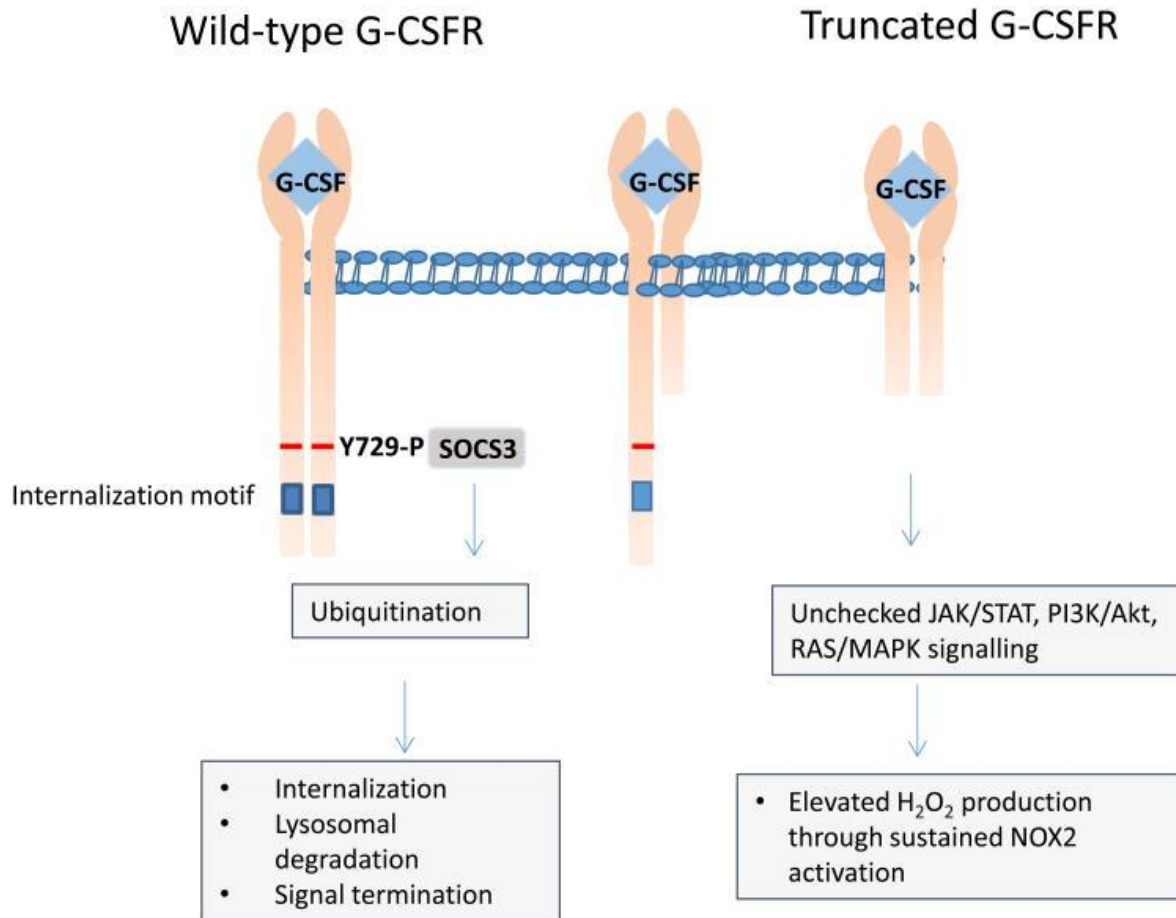 Wild-type G-CSFR
Truncated G-CSFR
G-CSF
G-CSF
G-CSF
Y729-P
SOCS3
Internalization motif
Ubiquitination
• Internalization
• Lysosomal
degradation
• Signal termination
Unchecked JAK/STAT, PI3K/Akt,
RAS/MAPK signalling
• Elevated H₂O₂ production
through sustained NOX2
activation